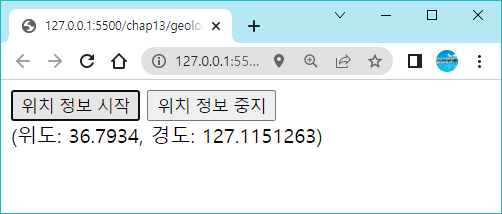 127.0.0.1:5500/chap13/geoloc
127.0.0.1:55...
위치 정보 시작 위치 정보 중지
(위도: 36.7934, 경도: 127.1151263)